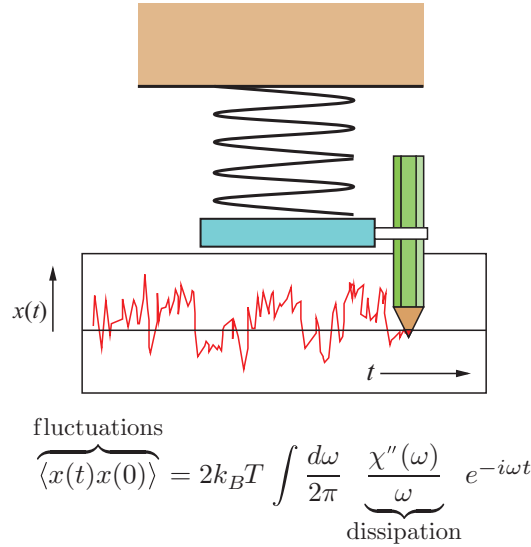 x(t)
t
fluctuations
⟨x(t)x(0)⟩ = 2k_BT ∫ dω/2π χ″(ω)/ω e^{-iωt}
dissipation